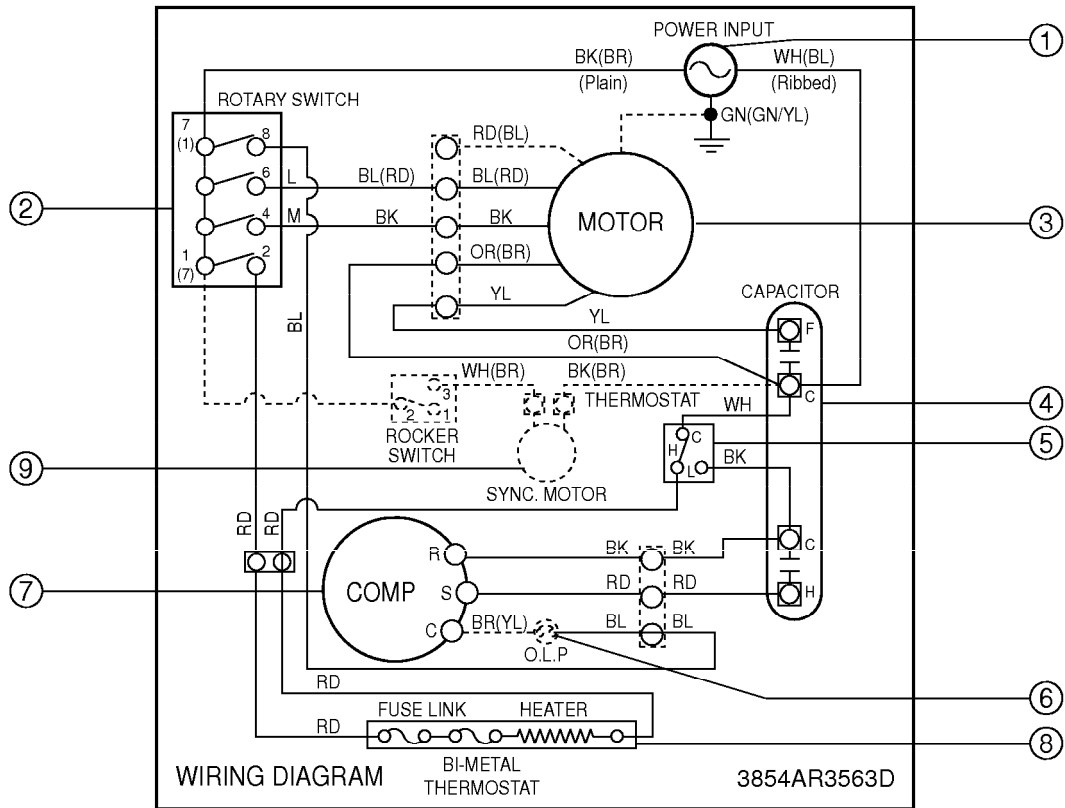 POWER INPUT
1
BK(BR)
(Plain)
WH(BL)
(Ribbed)
GN(GN/YL)
ROTARY SWITCH
7
(1)
8
6
L
4
M
1
(7)
2
2
RD(BL)
BL(RD)
BL(RD)
BK
BK
OR(BR)
YL
MOTOR
3
CAPACITOR
YL
F
OR(BR)
BL
WH(BR)
BK(BR)
C
3
2
1
THERMOSTAT
WH
4
ROCKER
SWITCH
C
H
L
5
BK
9
SYNC. MOTOR
RD
RD
R
BK
BK
C
7
COMP
S
RD
RD
H
C
BR(YL)
BL
BL
O.L.P
6
RD
FUSE LINK
HEATER
RD
8
BI-METAL
THERMOSTAT
WIRING DIAGRAM
3854AR3563D